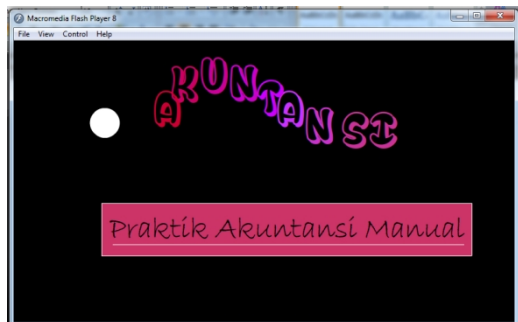 Macromedia Flash Player 8
File View Control Help
AKUNTANSI
Praktik Akuntansi Manual